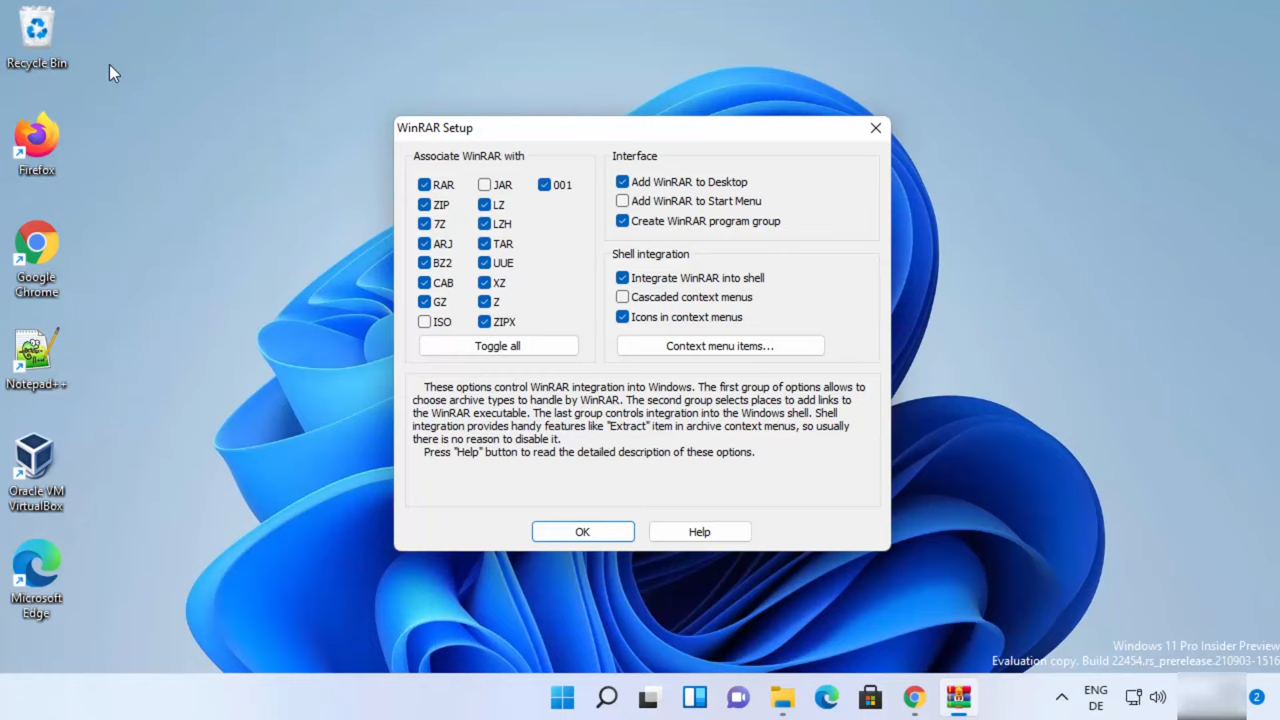 Recycle Bin
Firefox
Google
Chrome
Notepad++
Oracle VM
VirtualBox
Microsoft
Edge
WinRAR Setup
Associate WinRAR with
RAR
JAR
001
ZIP
LZ
7Z
LZH
ARJ
TAR
BZ2
UUE
CAB
XZ
GZ
Z
ISO
ZIPX
Toggle all
Interface
Add WinRAR to Desktop
Add WinRAR to Start Menu
Create WinRAR program group
Shell integration
Integrate WinRAR into shell
Cascaded context menus
Icons in context menus
Context menu items...
These options control WinRAR integration into Windows. The first group of options allows to
choose archive types to handle by WinRAR. The second group selects places to add links to
the WinRAR executable. The last group controls integration into the Windows shell. Shell
integration provides handy features like "Extract" item in archive context menus, so usually
there is no reason to disable it.
Press "Help" button to read the detailed description of these options.
OK
Help
Windows 11 Pro Insider Preview
Evaluation copy. Build 22454.rs_prerelease.210903-1516
ENG
DE
2